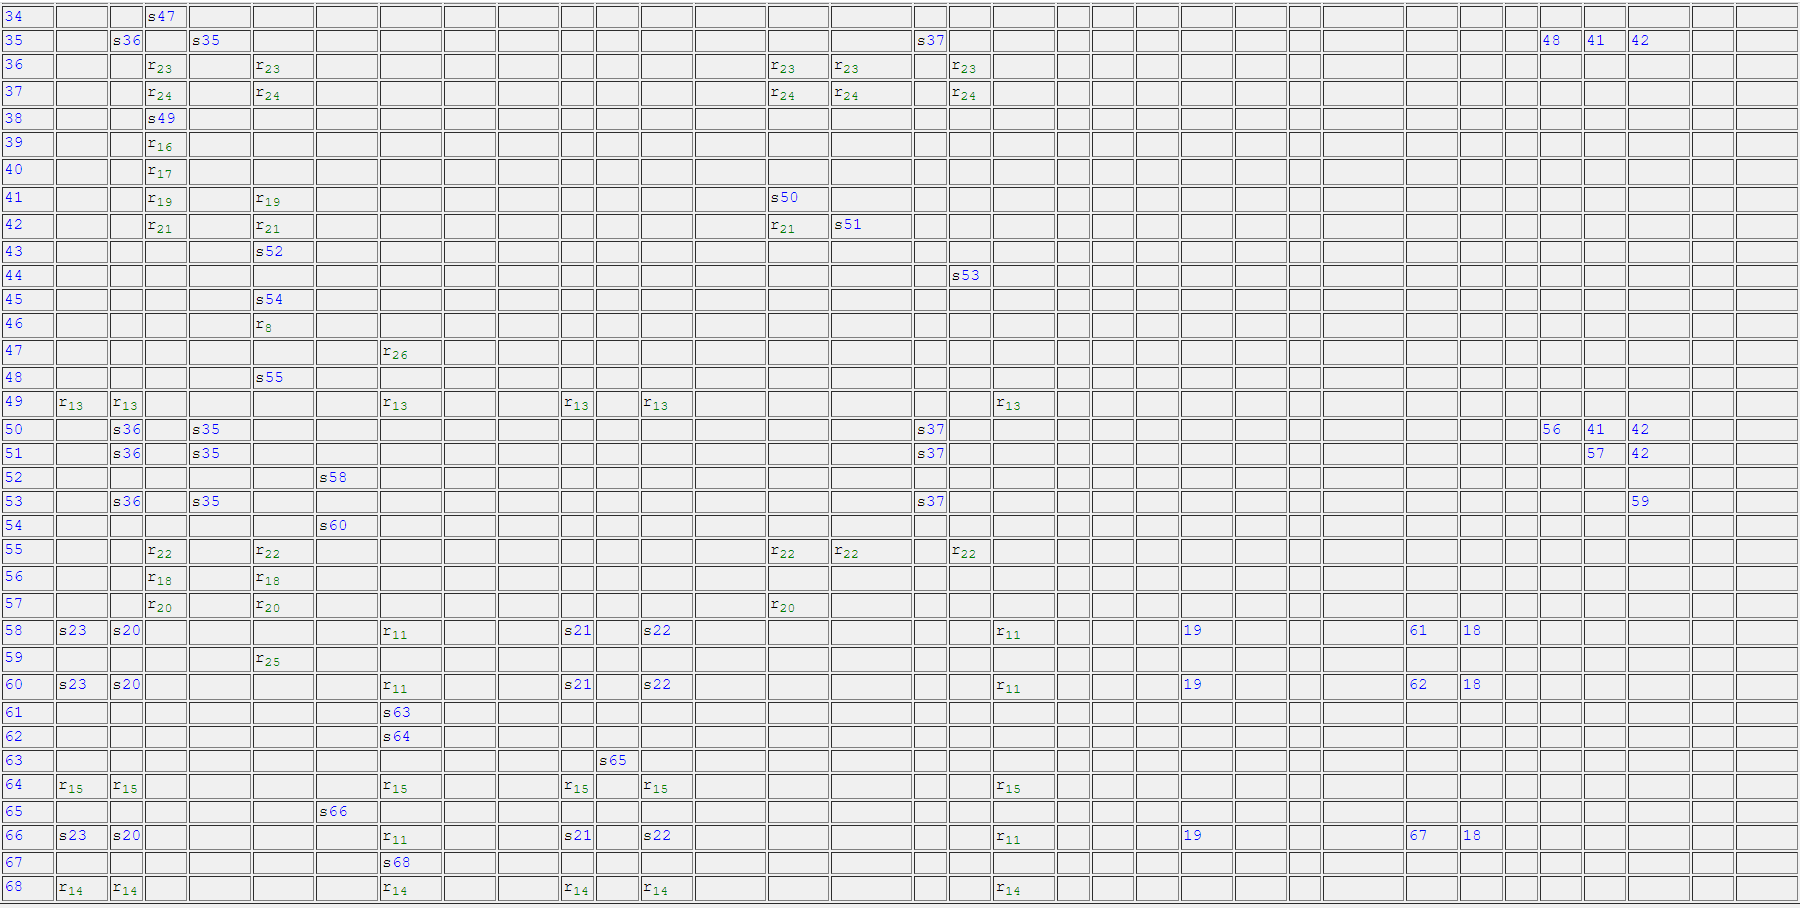 34 s47
35 s36 s35 s37 48 41 42
36 r23 r23 r23 r23 r23
37 r24 r24 r24 r24 r24
38 s49
39 r16
40 r17
41 r19 r19 s50
42 r21 r21 r21 s51
43 s52
44 s53
45 s54
46 r8
47 r26
48 s55
49 r13 r13 r13 r13 r13 r13
50 s36 s35 s37 56 41 42
51 s36 s35 s37 57 42
52 s58
53 s36 s35 s37 59
54 s60
55 r22 r22 r22 r22 r22
56 r18 r18
57 r20 r20 r20
58 s23 s20 r11 s21 s22 r11 19 61 18
59 r25
60 s23 s20 r11 s21 s22 r11 19 62 18
61 s63
62 s64
63 s65
64 r15 r15 r15 r15 r15 r15
65 s66
66 s23 s20 r11 s21 s22 r11 19 67 18
67 s68
68 r14 r14 r14 r14 r14 r14